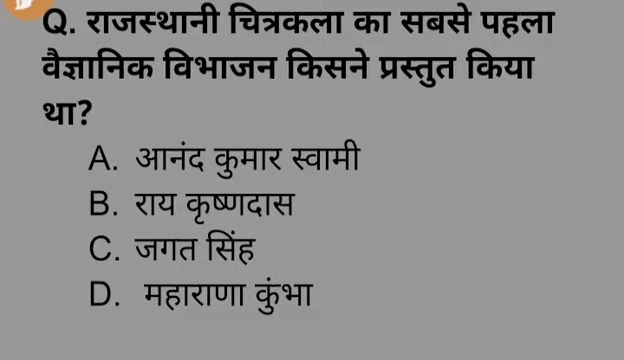 Q. राजस्थानी चित्रकला का सबसे पहला
वैज्ञानिक विभाजन किसने प्रस्तुत किया
था?
A. आनंद कुमार स्वामी
B. राय कृष्णदास
C. जगत सिंह
D. महाराणा कुंभा